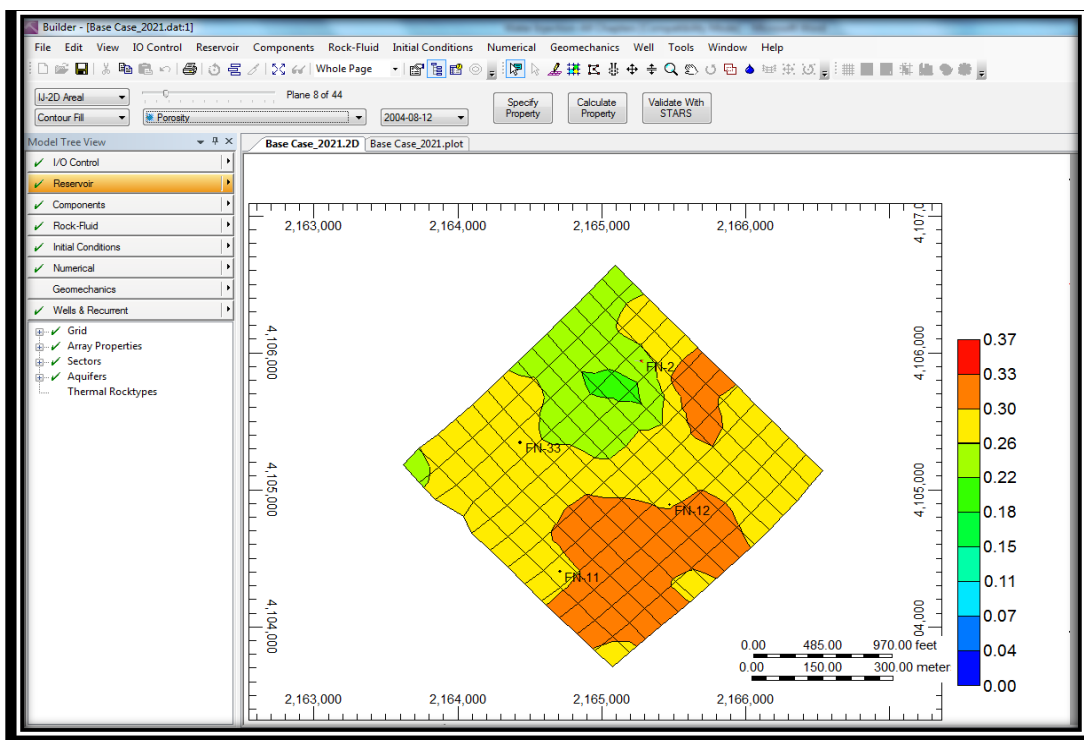 Builder - [Base Case_2021.dat:1]
File Edit View IO Control Reservoir Components Rock-Fluid Initial Conditions Numerical Geomechanics Well Tools Window Help
Whole Page
IJ-2D Areal
Plane 8 of 44
Contour Fill
Porosity
2004-08-12
Specify Property
Calculate Property
Validate With STARS
Model Tree View
Base Case_2021.2D
Base Case_2021.plot
I/O Control
Reservoir
Components
Rock-Fluid
Initial Conditions
Numerical
Geomechanics
Wells & Recurrent
Grid
Array Properties
Sectors
Aquifers
Thermal Rocktypes
2,163,000 2,164,000 2,165,000 2,166,000
4,107,0
4,106,000
4,106,000
4,105,000
4,105,000
4,104,000
04,000
FN-2
FN-33
FN-12
FN-11
0.37
0.33
0.30
0.26
0.22
0.18
0.15
0.11
0.07
0.04
0.00
0.00 485.00 970.00 feet
0.00 150.00 300.00 meter
2,163,000 2,164,000 2,165,000 2,166,000